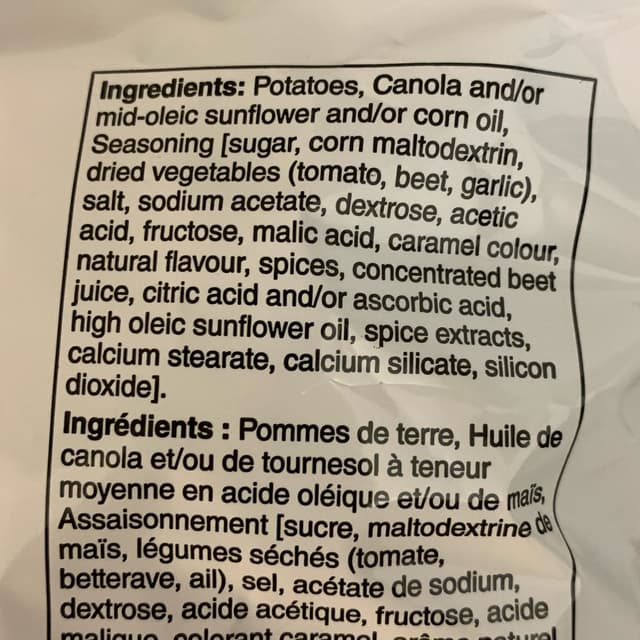 Ingredients: Potatoes, Canola and/or
mid-oleic sunflower and/or corn oil,
Seasoning [sugar, corn maltodextrin,
dried vegetables (tomato, beet, garlic),
salt, sodium acetate, dextrose, acetic
acid, fructose, malic acid, caramel colour,
natural flavour, spices, concentrated beet
juice, citric acid and/or ascorbic acid,
high oleic sunflower oil, spice extracts,
calcium stearate, calcium silicate, silicon
dioxide].
Ingrédients : Pommes de terre, Huile de
canola et/ou de tournesol à teneur
moyenne en acide oléique et/ou de maïs,
Assaisonnement [sucre, maltodextrine de
maïs, légumes séchés (tomate,
betterave, ail), sel, acétate de sodium,
dextrose, acide acétique, fructose, acide
malique, colorant caramel, arôme naturel